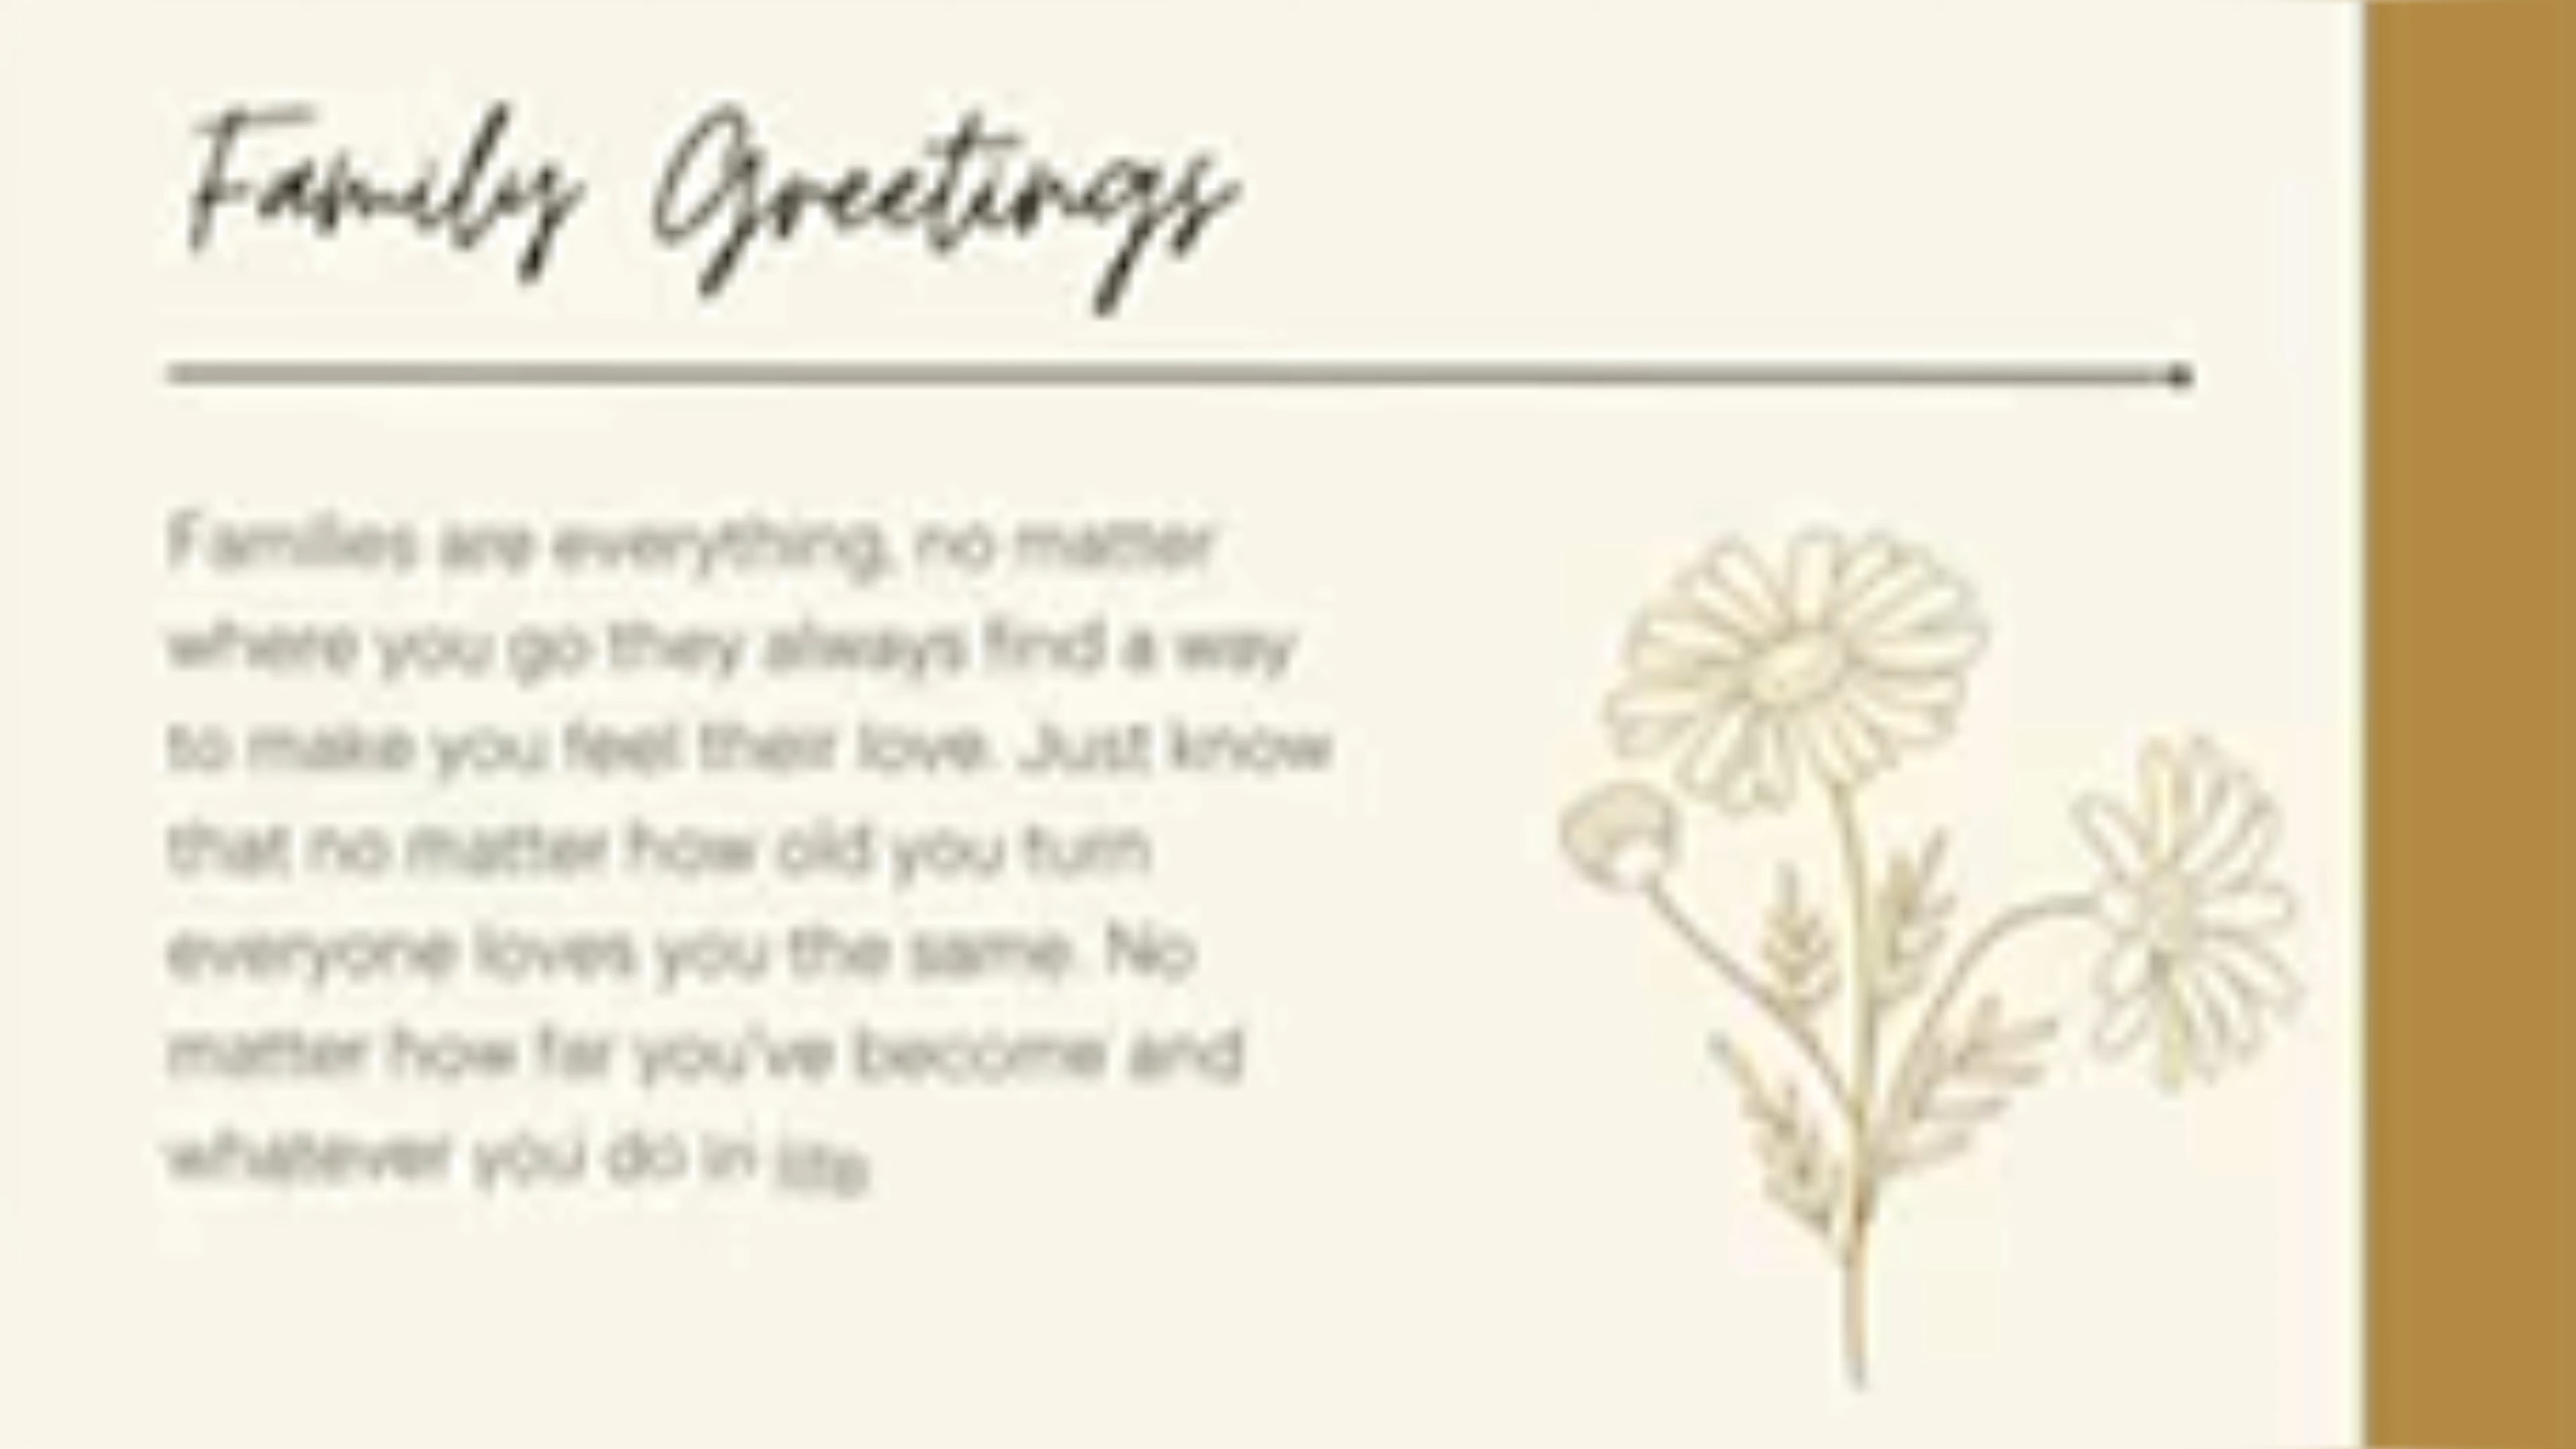 Family Greetings
Families are everything, no matter
where you go they always find a way
to make you feel their love. Just know
that no matter how old you turn
everyone loves you the same. No
matter how far you've become and
whatever you do in life